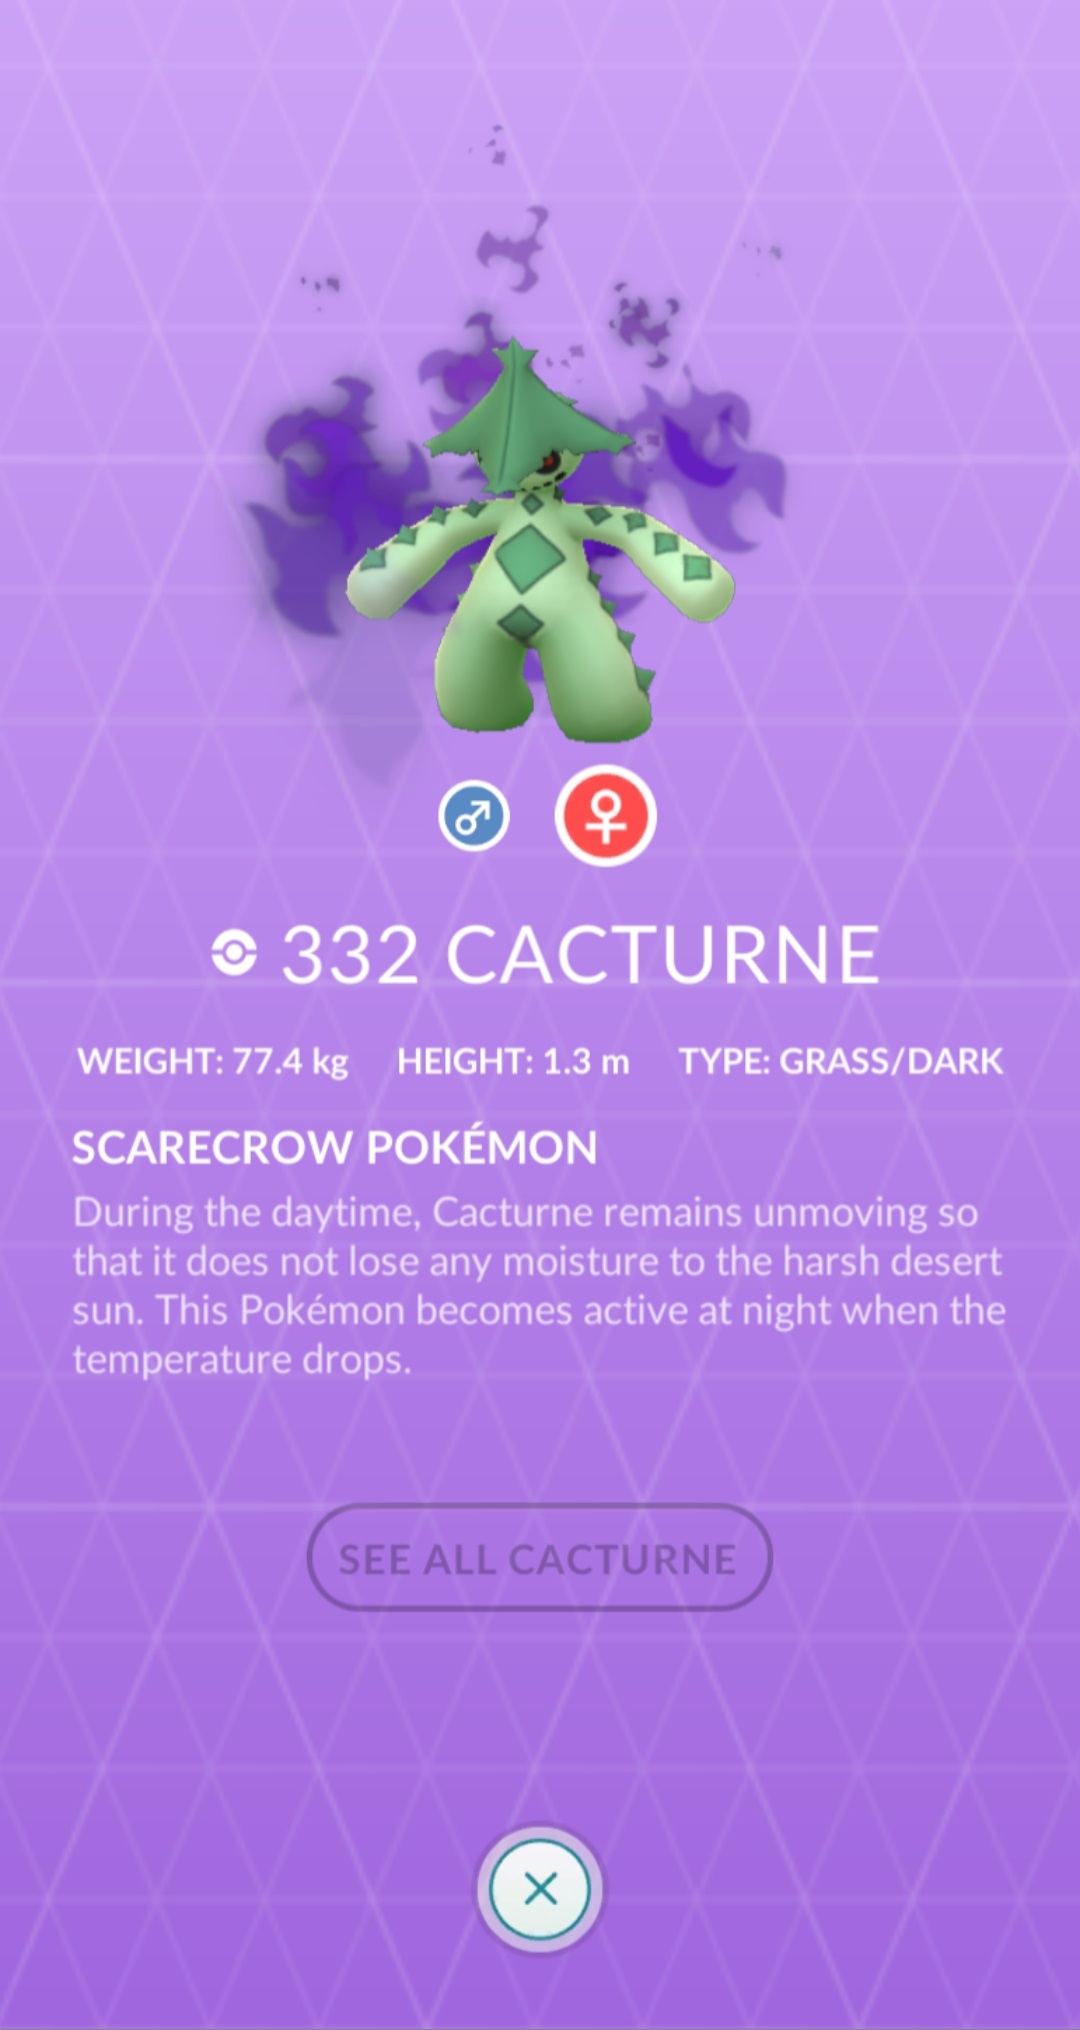 332 CACTURNE
WEIGHT: 77.4 kg HEIGHT: 1.3 m TYPE: GRASS/DARK
SCARECROW POKÉMON
During the daytime, Cacturne remains unmoving so
that it does not lose any moisture to the harsh desert
sun. This Pokémon becomes active at night when the
temperature drops.
SEE ALL CACTURNE